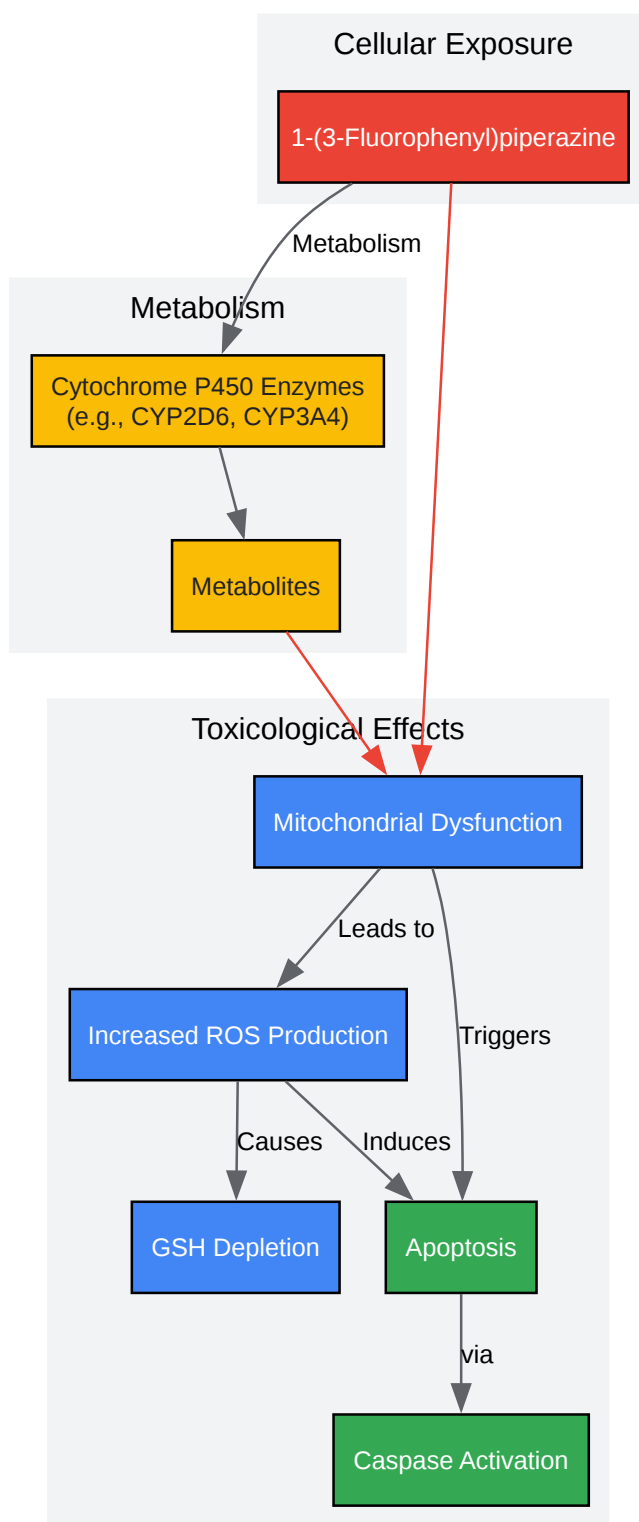 Cellular Exposure
1-(3-Fluorophenyl)piperazine
Metabolism
Metabolism
Cytochrome P450 Enzymes
(e.g., CYP2D6, CYP3A4)
Metabolites
Toxicological Effects
Mitochondrial Dysfunction
Leads to
Increased ROS Production
Triggers
Causes
Induces
GSH Depletion
Apoptosis
via
Caspase Activation